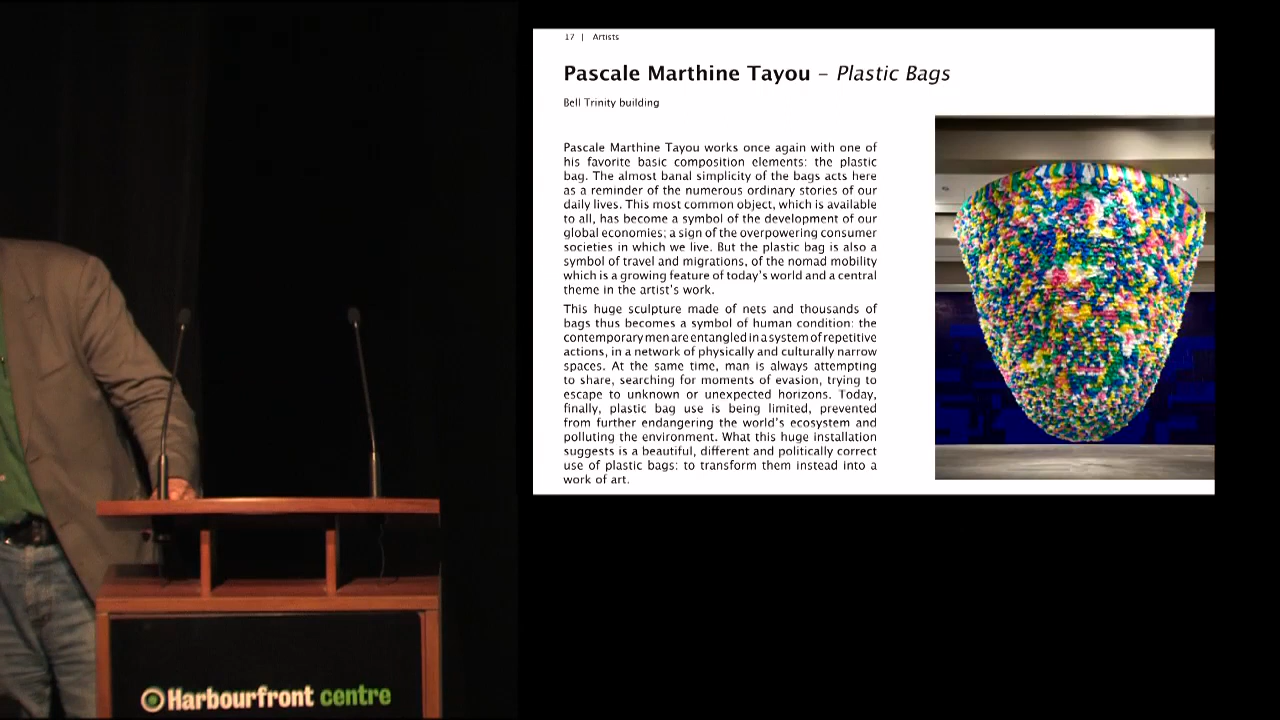 17 | Artists
Pascale Marthine Tayou – Plastic Bags
Bell Trinity building
Pascale Marthine Tayou works once again with one of
his favorite basic composition elements: the plastic
bag. The almost banal simplicity of the bags acts here
as a reminder of the numerous ordinary stories of our
daily lives. This most common object, which is available
to all, has become a symbol of the development of our
global economies; a sign of the overpowering consumer
societies in which we live. But the plastic bag is also a
symbol of travel and migrations, of the nomad mobility
which is a growing feature of today's world and a central
theme in the artist's work.
This huge sculpture made of nets and thousands of
bags thus becomes a symbol of human condition: the
contemporary men are entangled in a system of repetitive
actions, in a network of physically and culturally narrow
spaces. At the same time, man is always attempting
to share, searching for moments of evasion, trying to
escape to unknown or unexpected horizons. Today,
finally, plastic bag use is being limited, prevented
from further endangering the world's ecosystem and
polluting the environment. What this huge installation
suggests is a beautiful, different and politically correct
use of plastic bags: to transform them instead into a
work of art.
Harbourfront centre